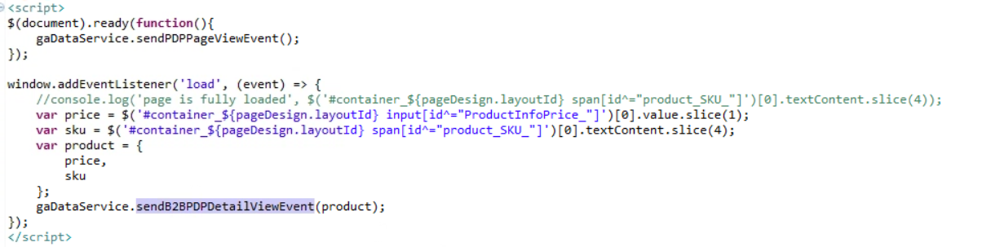 <script>
$(document).ready(function(){
    gaDataService.sendPDPPageViewEvent();
});

window.addEventListener('load', (event) => {
    //console.log('page is fully loaded', $('#container_${pageDesign.layoutId} span[id^="product_SKU_"]')[0].textContent.slice(4));
    var price = $('#container_${pageDesign.layoutId} input[id^="ProductInfoPrice_"]')[0].value.slice(1);
    var sku = $('#container_${pageDesign.layoutId} span[id^="product_SKU_"]')[0].textContent.slice(4);
    var product = {
        price,
        sku
    };
    gaDataService.sendB2BPDPDetailViewEvent(product);
});
</script>